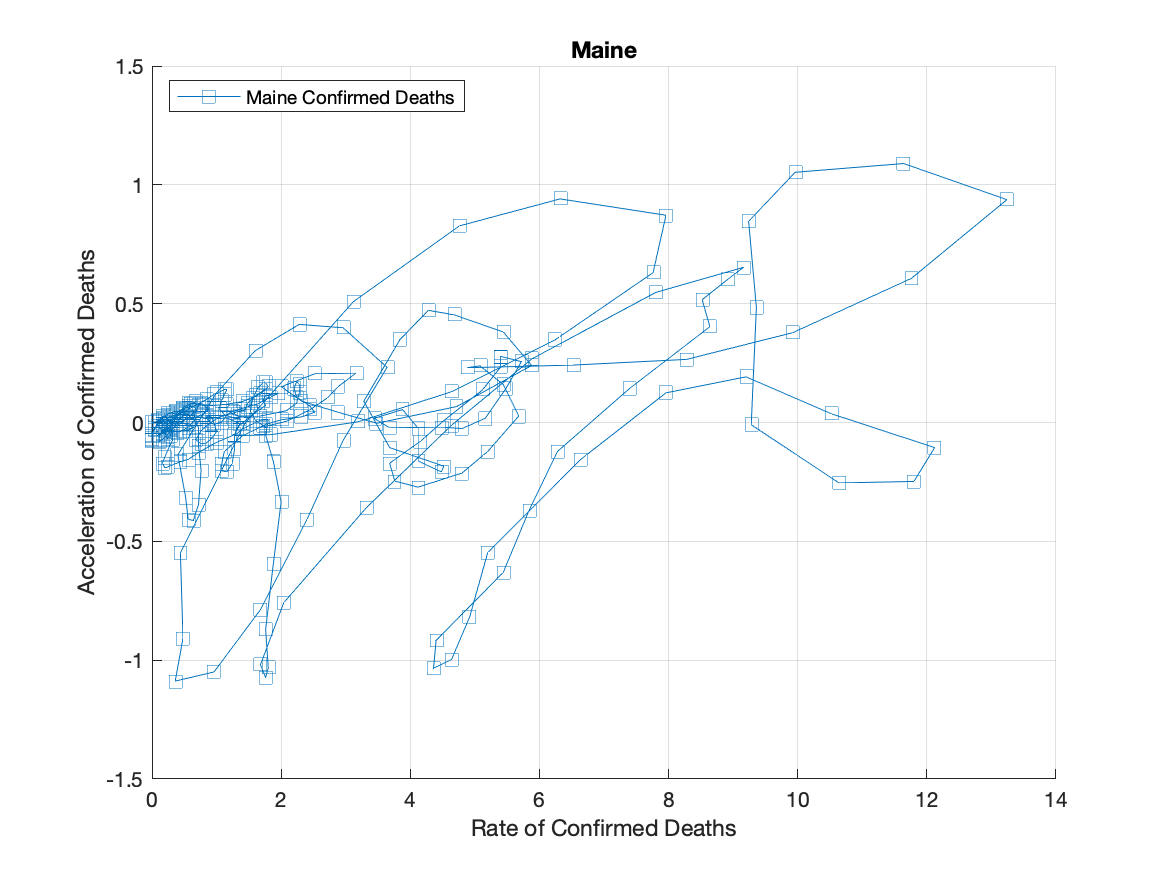 Maine
Maine Confirmed Deaths
1.5
1
0.5
0
-0.5
-1
-1.5
Acceleration of Confirmed Deaths
0 2 4 6 8 10 12 14
Rate of Confirmed Deaths